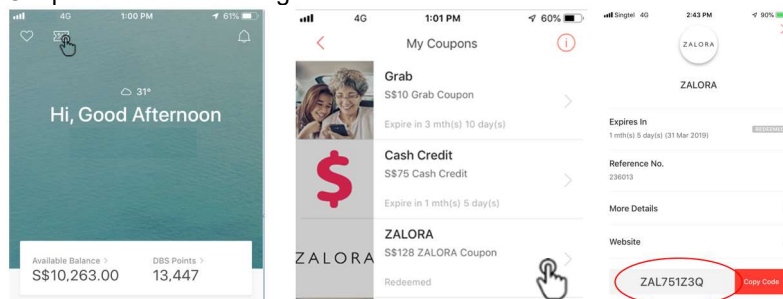 4G 1:00 PM 61%
31°
Hi, Good Afternoon
Available Balance >
DBS Points >
S$10,263.00
13,447
4G 1:01 PM 60%
My Coupons
Grab
S$10 Grab Coupon
Expire in 3 mth(s) 10 day(s)
$
Cash Credit
S$75 Cash Credit
Expire in 1 mth(s) 5 day(s)
ZALORA
ZALORA
S$128 ZALORA Coupon
Redeemed
Singtel 4G 2:43 PM 90%
ZALORA
ZALORA
Expires In
1 mth(s) 5 day(s) (31 Mar 2019)
Reference No.
236013
More Details
Website
ZAL751Z3Q
Copy Code